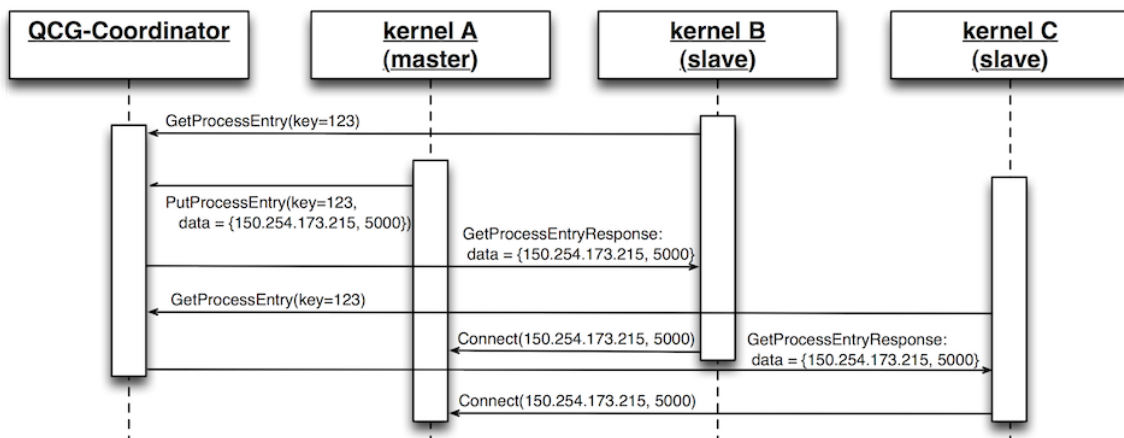 QCG-Coordinator
kernel A
(master)
kernel B
(slave)
kernel C
(slave)
GetProcessEntry(key=123)
PutProcessEntry(key=123,
data = {150.254.173.215, 5000})
GetProcessEntryResponse:
data = {150.254.173.215, 5000}
GetProcessEntry(key=123)
Connect(150.254.173.215, 5000)
GetProcessEntryResponse:
data = {150.254.173.215, 5000}
Connect(150.254.173.215, 5000)